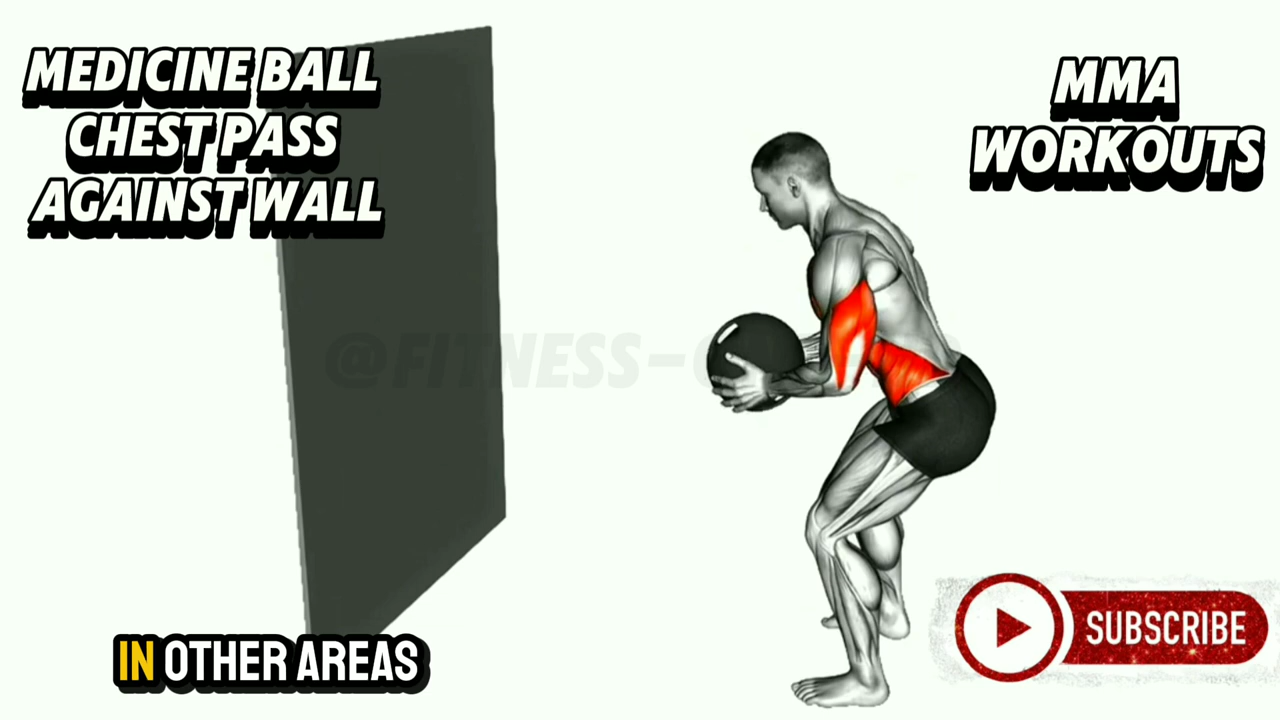 MEDICINE BALL
CHEST PASS
AGAINST WALL
MMA
WORKOUTS
SUBSCRIBE
IN OTHER AREAS